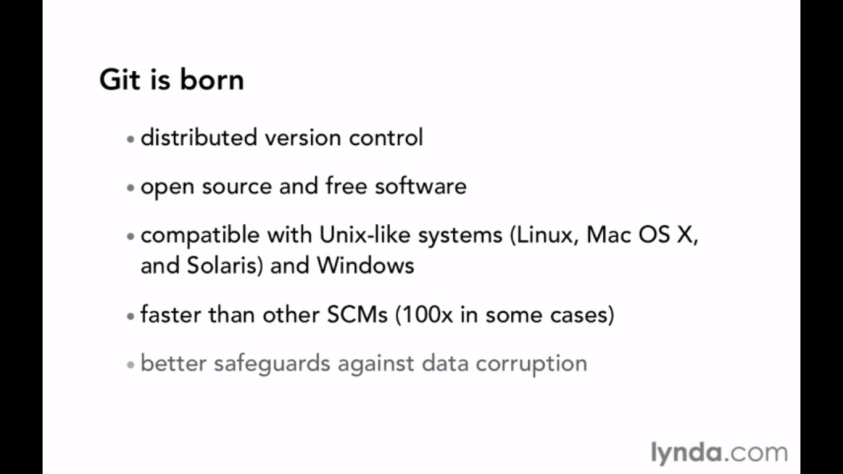 Git is born
• distributed version control
• open source and free software
• compatible with Unix-like systems (Linux, Mac OS X,
and Solaris) and Windows
• faster than other SCMs (100x in some cases)
• better safeguards against data corruption
lynda.com